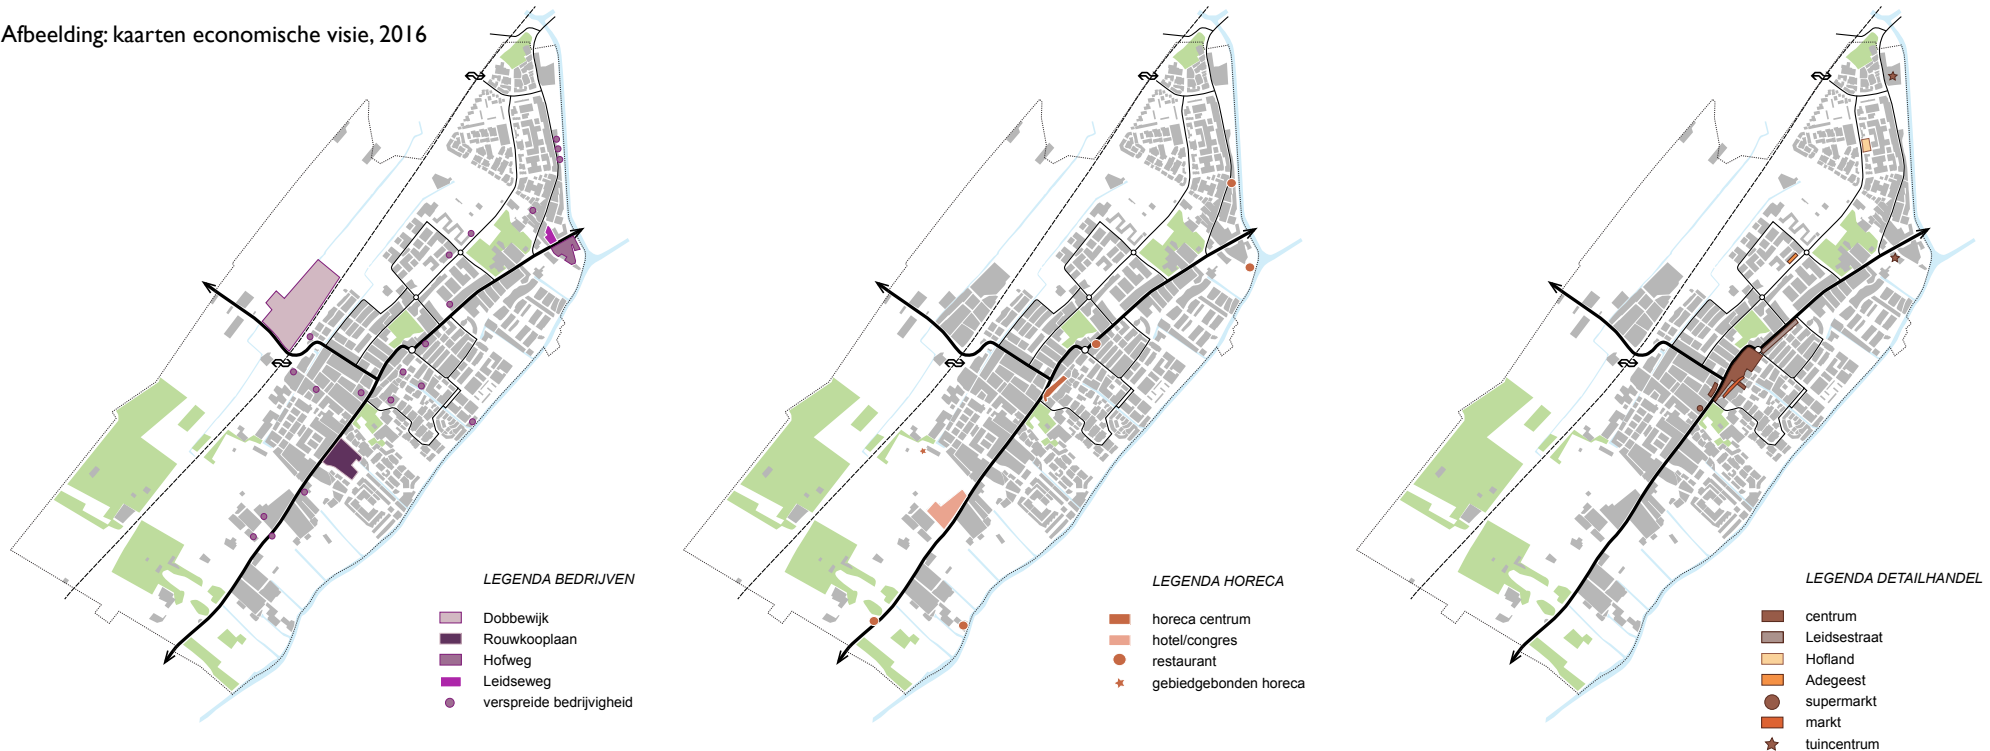 Afbeelding: kaarten economische visie, 2016
LEGENDA BEDRIJVEN
Dobbewijk
Rouwkooplaan
Hofweg
Leidseweg
verspreide bedrijvigheid
LEGENDA HORECA
horeca centrum
hotel/congres
restaurant
gebiedgebonden horeca
LEGENDA DETAILHANDEL
centrum
Leidsestraat
Hofland
Adegeest
supermarkt
markt
tuincentrum